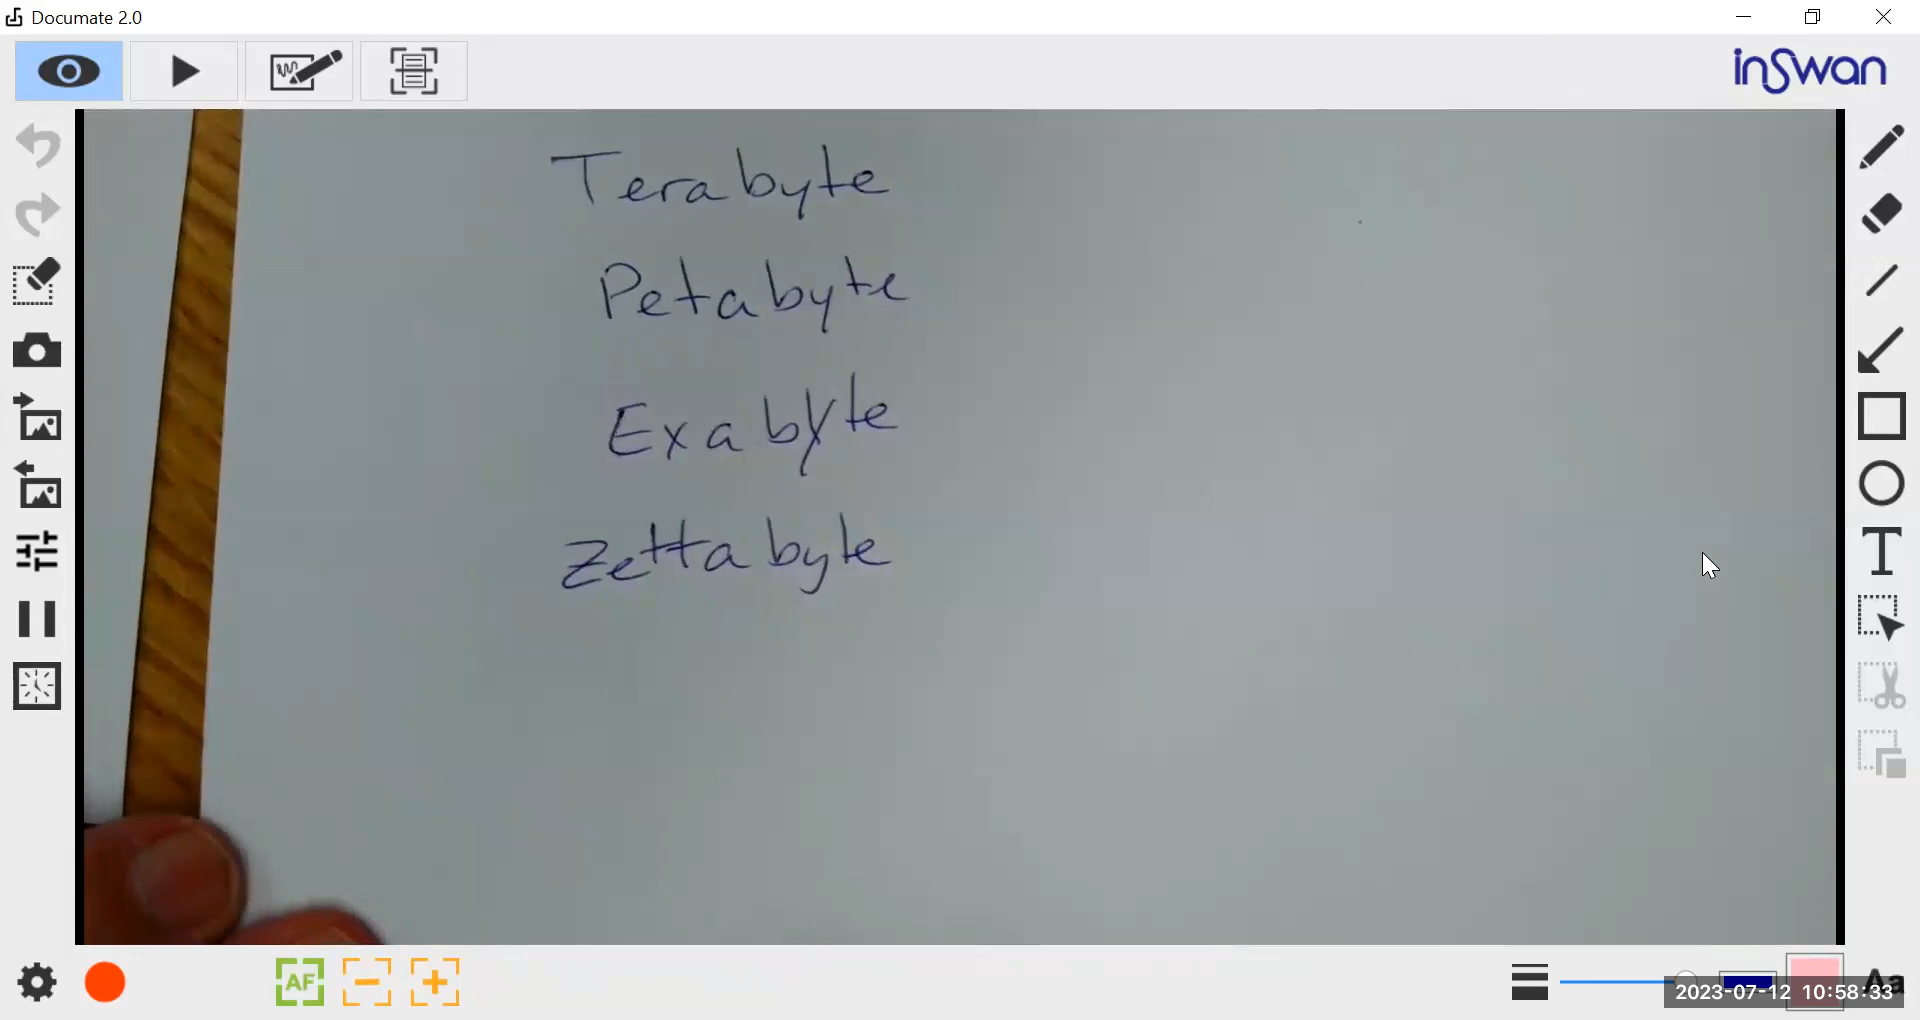 Documate 2.0
inSwan
Terabyte
Petabyte
Exabyte
Zettabyte
AF
Aa
2023-07-12 10:58:33